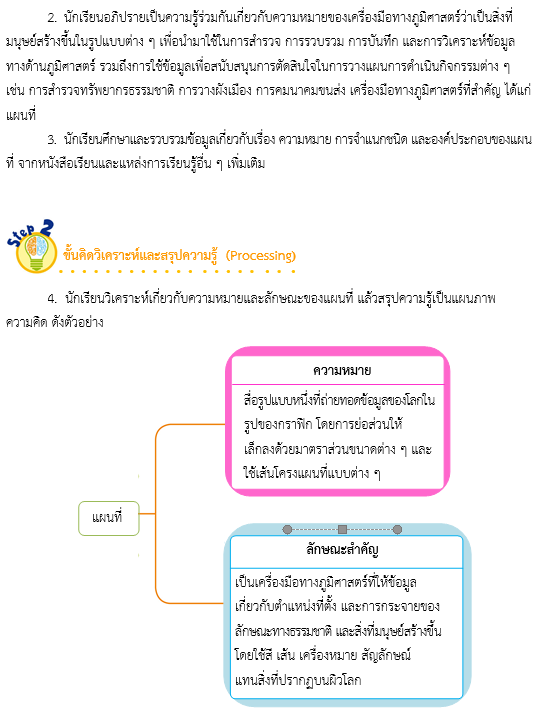 2. นักเรียนอภิปรายเป็นความรู้ร่วมกันเกี่ยวกับความหมายของเครื่องมือทางภูมิศาสตร์ว่าเป็นสิ่งที่
มนุษย์สร้างขึ้นในรูปแบบต่าง ๆ เพื่อนำมาใช้ในการสำรวจ การรวบรวม การบันทึก และการวิเคราะห์ข้อมูล
ทางด้านภูมิศาสตร์ รวมถึงการใช้ข้อมูลเพื่อสนับสนุนการตัดสินใจในการวางแผนการดำเนินกิจกรรมต่าง ๆ
เช่น การสำรวจทรัพยากรธรรมชาติ การวางผังเมือง การคมนาคมขนส่ง เครื่องมือทางภูมิศาสตร์ที่สำคัญ ได้แก่
แผนที่
3. นักเรียนศึกษาและรวบรวมข้อมูลเกี่ยวกับเรื่อง ความหมาย การจำแนกชนิด และองค์ประกอบของแผน
ที่ จากหนังสือเรียนและแหล่งการเรียนรู้อื่น ๆ เพิ่มเติม
Step 2
ขั้นคิดวิเคราะห์และสรุปความรู้ (Processing)
4. นักเรียนวิเคราะห์เกี่ยวกับความหมายและลักษณะของแผนที่ แล้วสรุปความรู้เป็นแผนภาพ
ความคิด ดังตัวอย่าง
ความหมาย
สื่อรูปแบบหนึ่งที่ถ่ายทอดข้อมูลของโลกใน
รูปของกราฟิก โดยการย่อส่วนให้
เล็กลงด้วยมาตราส่วนขนาดต่าง ๆ และ
ใช้เส้นโครงแผนที่แบบต่าง ๆ
แผนที่
ลักษณะสำคัญ
เป็นเครื่องมือทางภูมิศาสตร์ที่ให้ข้อมูล
เกี่ยวกับตำแหน่งที่ตั้ง และการกระจายของ
ลักษณะทางธรรมชาติ และสิ่งที่มนุษย์สร้างขึ้น
โดยใช้สี เส้น เครื่องหมาย สัญลักษณ์
แทนสิ่งที่ปรากฏบนผิวโลก